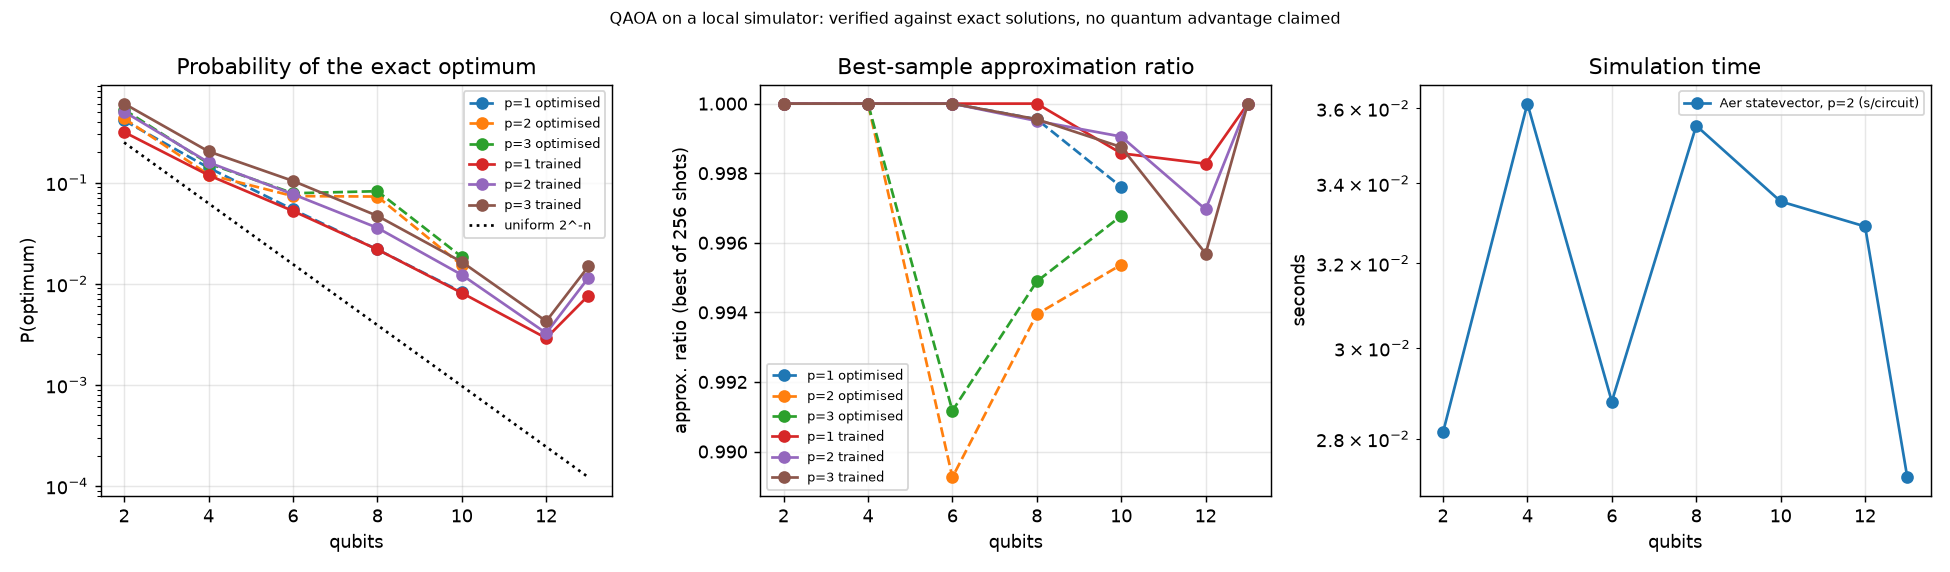 QAOA on a local simulator: verified against exact solutions, no quantum advantage claimed
Probability of the exact optimum
P(optimum)
10⁻¹
10⁻²
10⁻³
10⁻⁴
2 4 6 8 10 12
qubits
p=1 optimised
p=2 optimised
p=3 optimised
p=1 trained
p=2 trained
p=3 trained
uniform 2^-n
Best-sample approximation ratio
approx. ratio (best of 256 shots)
1.000
0.998
0.996
0.994
0.992
0.990
2 4 6 8 10 12
qubits
p=1 optimised
p=2 optimised
p=3 optimised
p=1 trained
p=2 trained
p=3 trained
Simulation time
seconds
3.6 × 10⁻²
3.4 × 10⁻²
3.2 × 10⁻²
3 × 10⁻²
2.8 × 10⁻²
2 4 6 8 10 12
qubits
Aer statevector, p=2 (s/circuit)